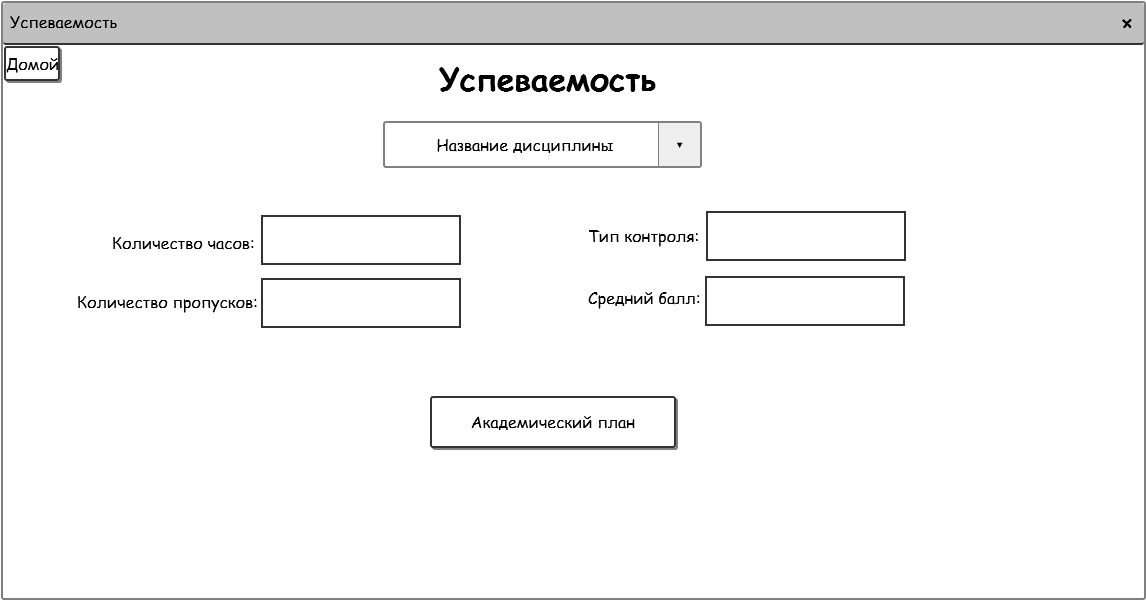 Успеваемость
Домой
Успеваемость
Название дисциплины
Количество часов:
Тип контроля:
Количество пропусков:
Средний балл:
Академический план